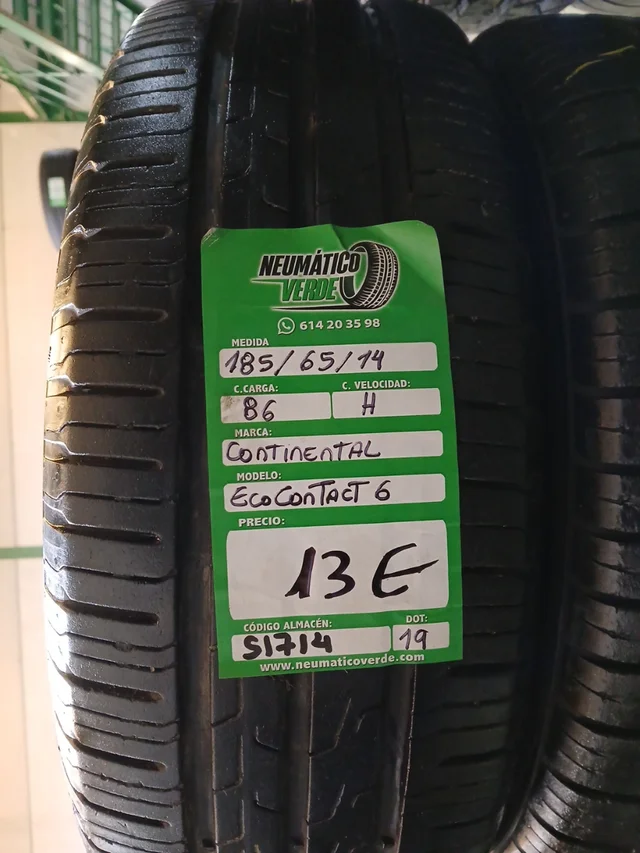 NEUMÁTICO
VERDE
614 20 35 98
MEDIDA
185/65/14
C.CARGA: C. VELOCIDAD:
86 H
MARCA:
CONTINENTAL
MODELO:
ECOCONTACT 6
PRECIO:
13 €
CÓDIGO ALMACÉN: DOT:
S1714 19
www.neumaticoverde.com